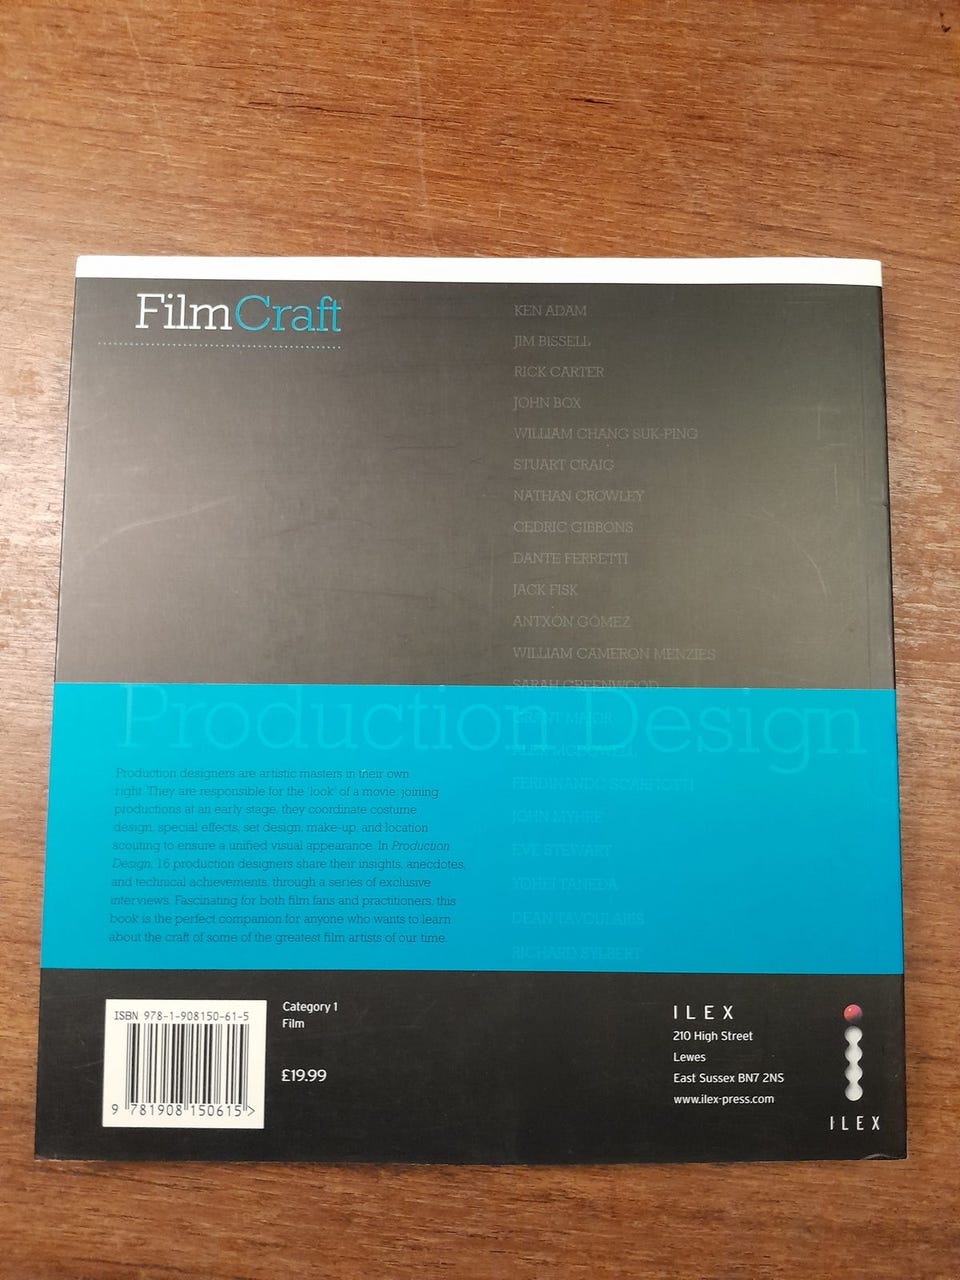 FilmCraft
KEN ADAM
JIM BISSELL
RICK CARTER
JOHN BOX
WILLIAM CHANG SUK-PING
STUART CRAIG
NATHAN CROWLEY
CEDRIC GIBBONS
DANTE FERRETTI
JACK FISK
ANTXÓN GÓMEZ
WILLIAM CAMERON MENZIES
SARAH GREENWOOD
GRANT MAJOR
ALEX MCDOWELL
FERDINANDO SCARFIOTTI
JOHN MYHRE
EVE STEWART
YOHEI TANEDA
DEAN TAVOULARIS
RICHARD SYLBERT
Production Design
Production designers are artistic masters in their own
right. They are responsible for the 'look' of a movie: joining
productions at an early stage, they coordinate costume
design, special effects, set design, make-up, and location
scouting to ensure a unified visual appearance. In Production
Design, 16 production designers share their insights, anecdotes,
and technical achievements, through a series of exclusive
interviews. Fascinating for both film fans and practitioners, this
book is the perfect companion for anyone who wants to learn
about the craft of some of the greatest film artists of our time.
ISBN 978-1-908150-61-5
9 781908 150615 >
Category 1
Film
£19.99
ILEX
210 High Street
Lewes
East Sussex BN7 2NS
www.ilex-press.com
ILEX